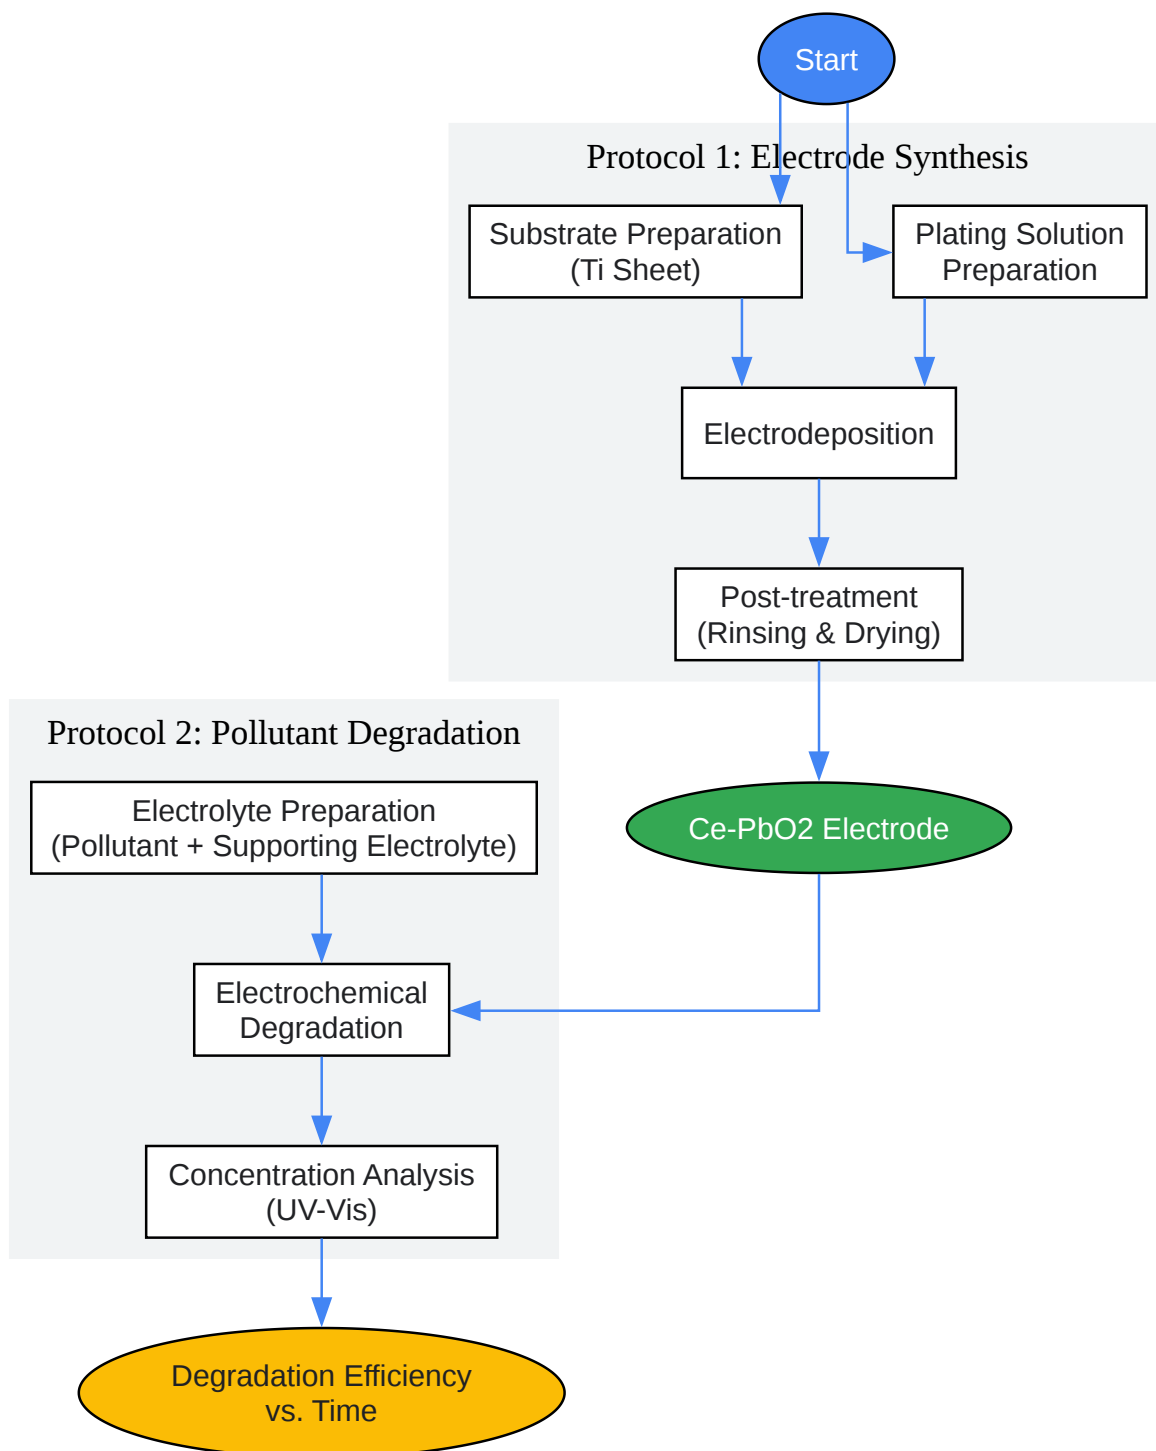 Start
Protocol 1: Electrode Synthesis
Substrate Preparation
(Ti Sheet)
Plating Solution
Preparation
Electrodeposition
Post-treatment
(Rinsing & Drying)
Protocol 2: Pollutant Degradation
Electrolyte Preparation
(Pollutant + Supporting Electrolyte)
Ce-PbO2 Electrode
Electrochemical
Degradation
Concentration Analysis
(UV-Vis)
Degradation Efficiency
vs. Time